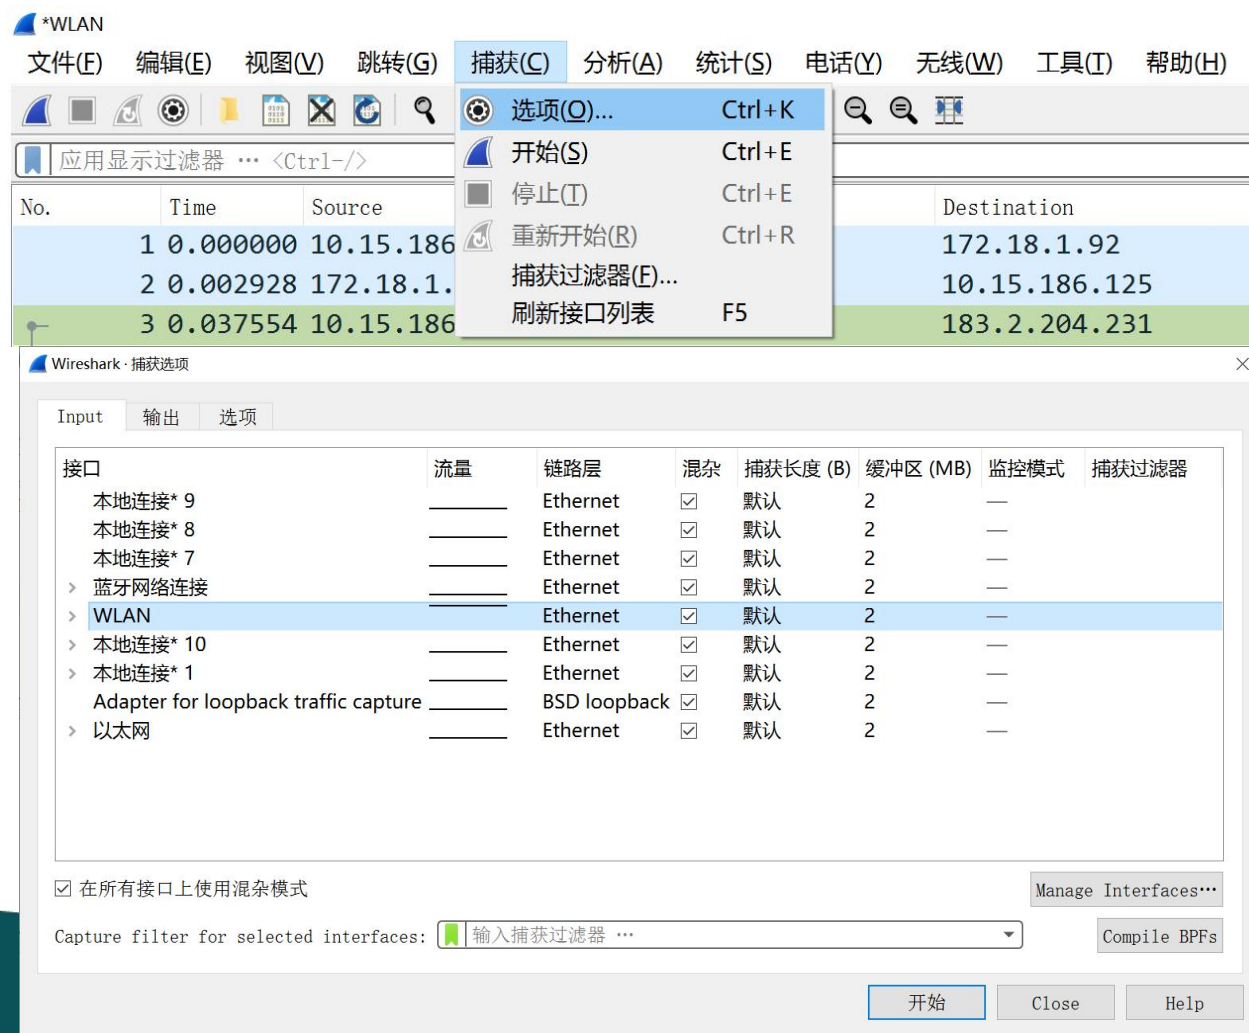 *WLAN
文件(F) 编辑(E) 视图(V) 跳转(G) 捕获(C) 分析(A) 统计(S) 电话(Y) 无线(W) 工具(T) 帮助(H)
选项(O)... Ctrl+K
应用显示过滤器 … <Ctrl-/>
开始(S) Ctrl+E
停止(T) Ctrl+E
重新开始(R) Ctrl+R
捕获过滤器(F)...
刷新接口列表 F5
No. Time Source Destination
1 0.000000 10.15.186 172.18.1.92
2 0.002928 172.18.1. 10.15.186.125
3 0.037554 10.15.186 183.2.204.231
Wireshark · 捕获选项
Input 输出 选项
接口 流量 链路层 混杂 捕获长度 (B) 缓冲区 (MB) 监控模式 捕获过滤器
本地连接* 9 Ethernet 默认 2 —
本地连接* 8 Ethernet 默认 2 —
本地连接* 7 Ethernet 默认 2 —
蓝牙网络连接 Ethernet 默认 2 —
WLAN Ethernet 默认 2 —
本地连接* 10 Ethernet 默认 2 —
本地连接* 1 Ethernet 默认 2 —
Adapter for loopback traffic capture BSD loopback 默认 2 —
以太网 Ethernet 默认 2 —
在所有接口上使用混杂模式 Manage Interfaces…
Capture filter for selected interfaces: 输入捕获过滤器 … Compile BPFs
开始 Close Help